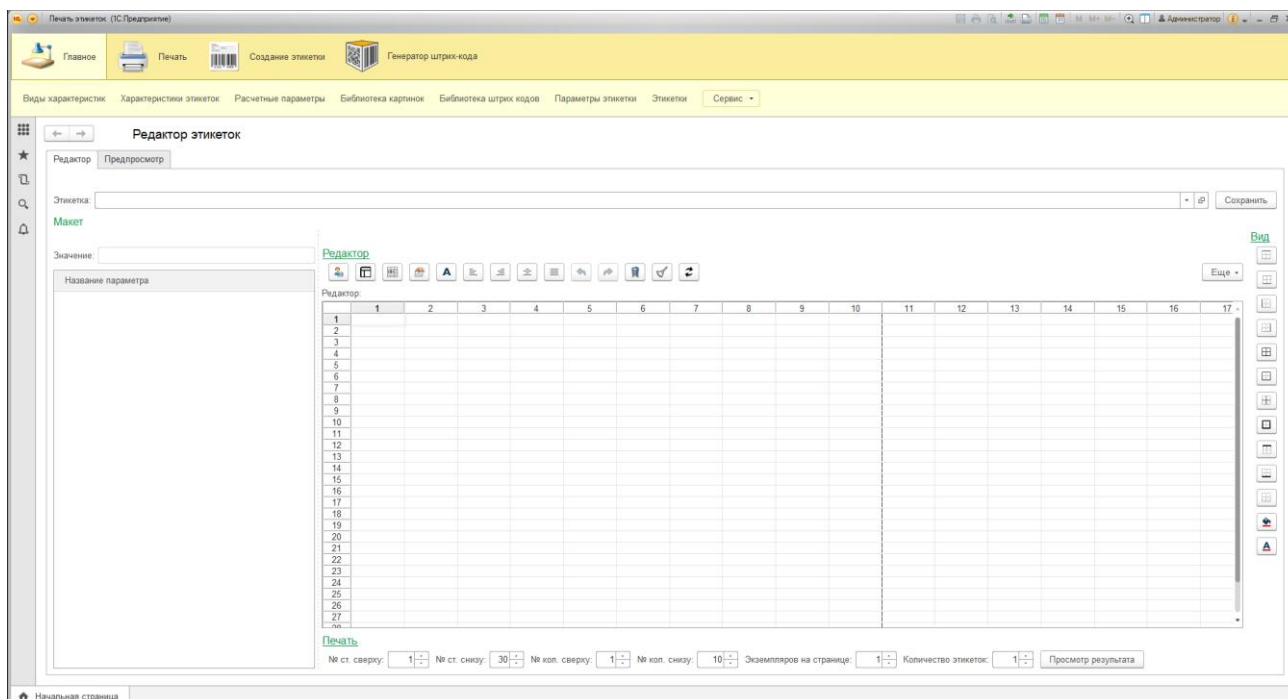 Печать этикеток (1С:Предприятие)
M M+ M- Администратор
Главное Печать Создание этикетки Генератор штрих-кода
Виды характеристик Характеристики этикеток Расчетные параметры Библиотека картинок Библиотека штрих кодов Параметры этикетки Этикетки Сервис
Редактор этикеток
Редактор Предпросмотр
Этикетка: Сохранить
Макет
Вид
Значение:
Редактор
Название параметра
A Еще
Редактор:
1 2 3 4 5 6 7 8 9 10 11 12 13 14 15 16 17
1
2
3
4
5
6
7
8
9
10
11
12
13
14
15
16
17
18
19
20
21
22
23
24
25
26
27
Печать
№ ст. сверху: 1 № ст. снизу: 30 № кол. сверху: 1 № кол. снизу: 10 Экземпляров на странице: 1 Количество этикеток: 1 Просмотр результата
Начальная страница